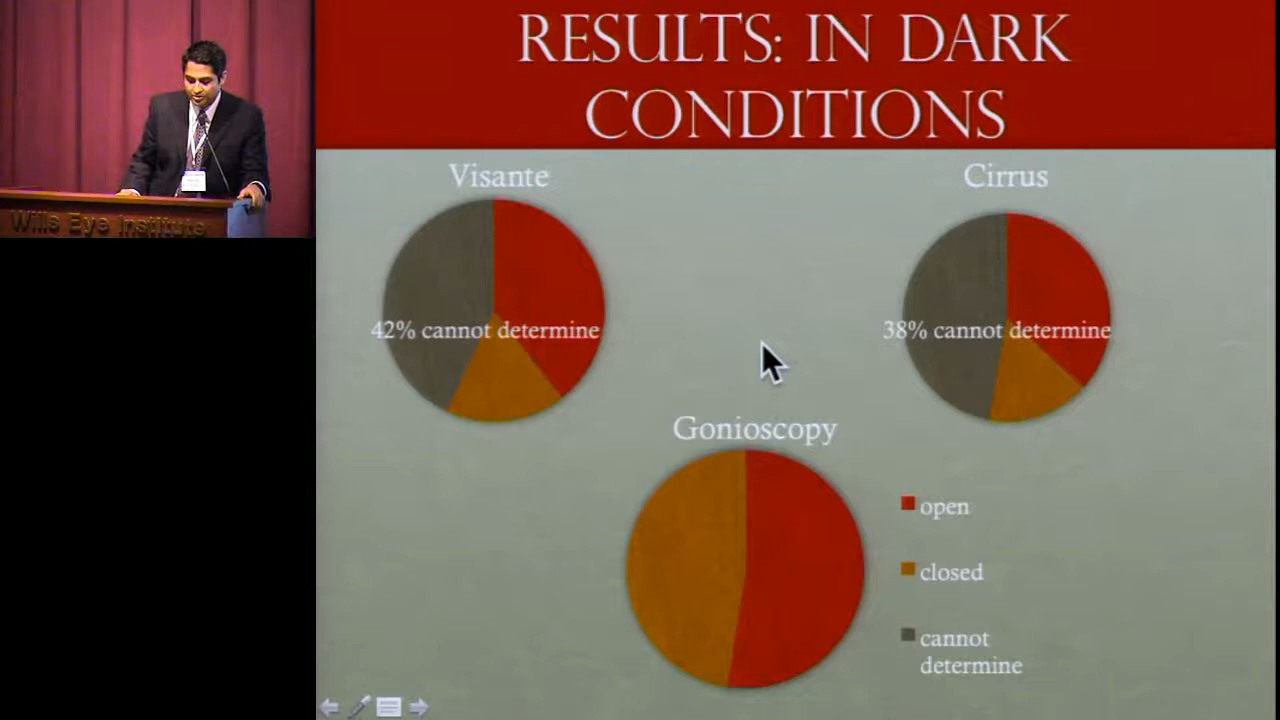 RESULTS: IN DARK
CONDITIONS
Visante
Cirrus
Wills Eye Institute
42% cannot determine
38% cannot determine
Gonioscopy
open
closed
cannot
determine